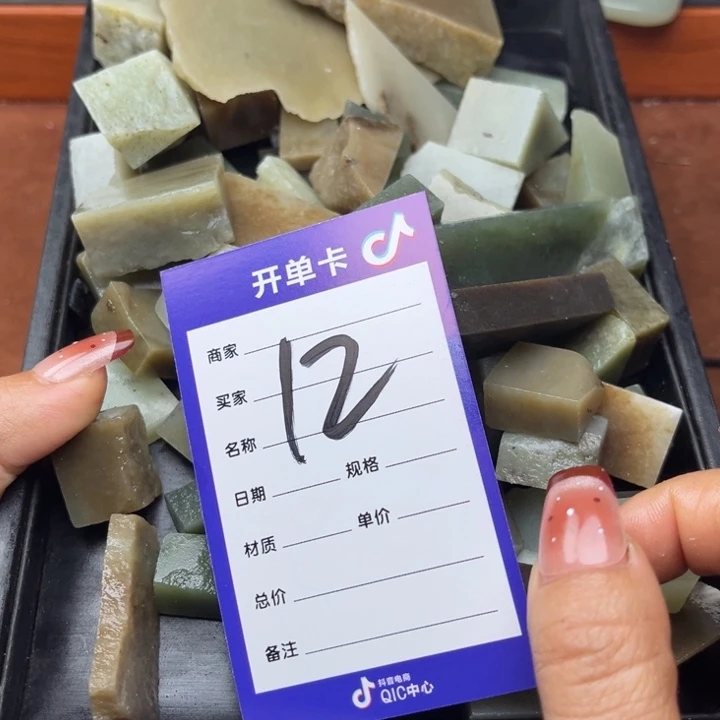 开单卡
商家
12
买家
名称
日期 规格
材质 单价
总价
备注
抖音电商
QIC中心